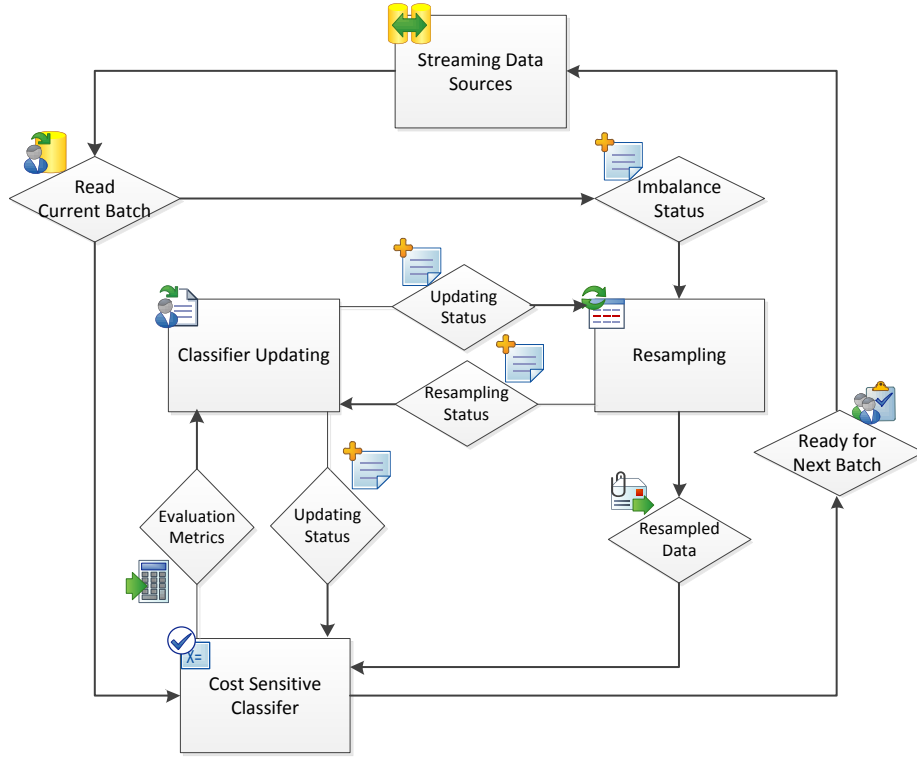 Streaming Data
Sources
Read
Current Batch
Imbalance
Status
Updating
Status
Classifier Updating
Resampling
Resampling
Status
Ready for
Next Batch
Evaluation
Metrics
Updating
Status
Resampled
Data
X=
Cost Sensitive
Classifer